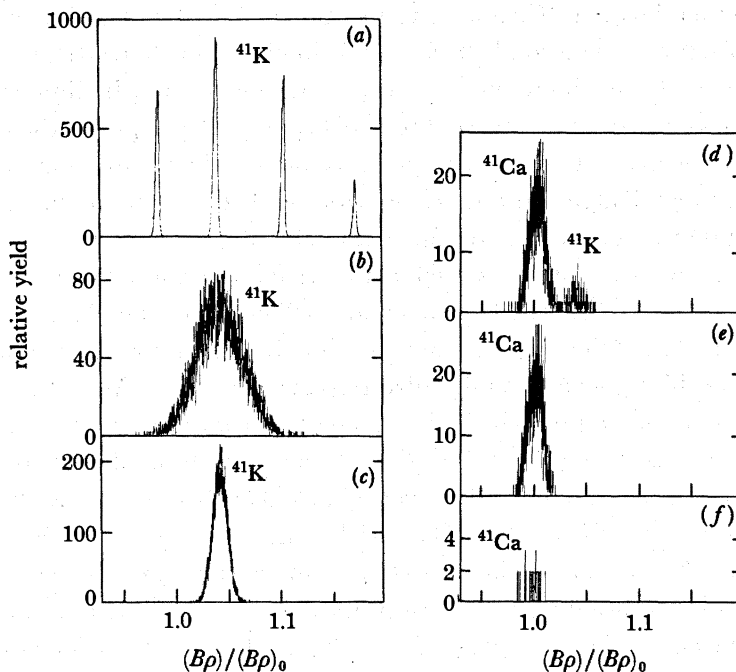 1000
(a)
⁴¹K
500
0
(b)
80
⁴¹K
40
0
(c)
200
⁴¹K
100
0
1.0 1.1
(Bρ)/(Bρ)₀
relative yield
(d)
⁴¹Ca
20
⁴¹K
10
0
(e)
⁴¹Ca
20
10
0
(f)
⁴¹Ca
4
2
0
1.0 1.1
(Bρ)/(Bρ)₀